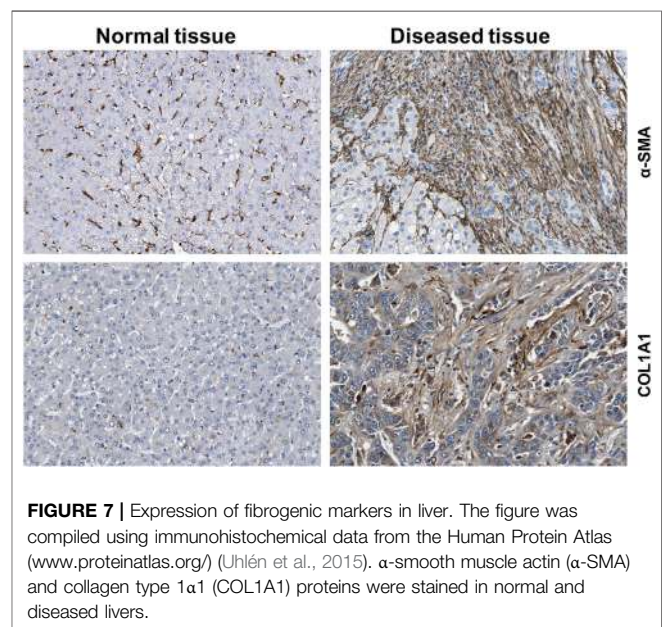 Normal tissue
Diseased tissue
α-SMA
COL1A1
FIGURE 7 | Expression of fibrogenic markers in liver. The figure was
compiled using immunohistochemical data from the Human Protein Atlas
(www.proteinatlas.org/) (Uhlén et al., 2015). α-smooth muscle actin (α-SMA)
and collagen type 1α1 (COL1A1) proteins were stained in normal and
diseased livers.